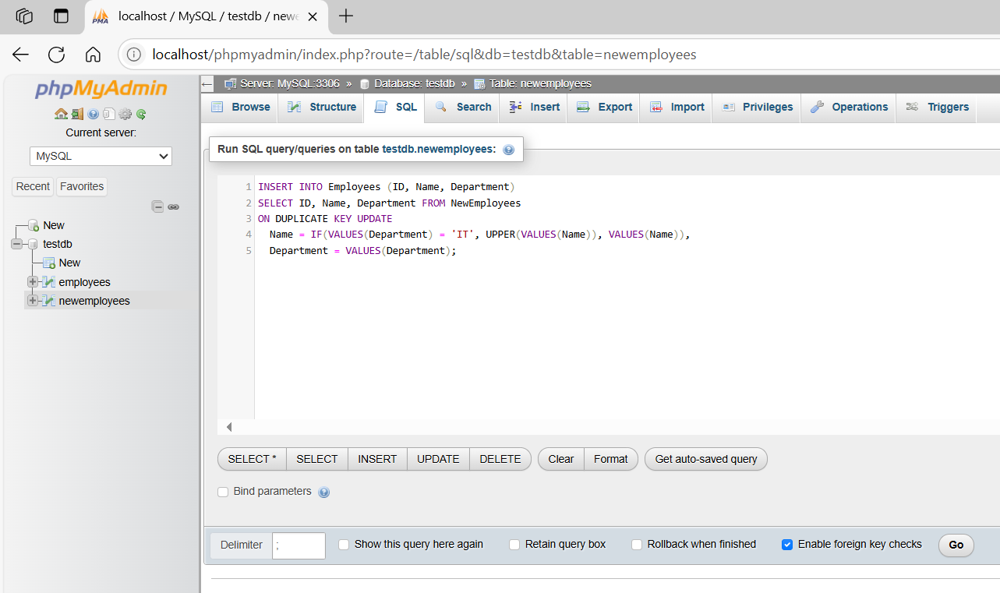 localhost / MySQL / testdb / newe
localhost/phpmyadmin/index.php?route=/table/sql&db=testdb&table=newemployees
phpMyAdmin
Current server:
MySQL
Recent Favorites
New
testdb
New
employees
newemployees
Server: MySQL:3306 » Database: testdb » Table: newemployees
Browse Structure SQL Search Insert Export Import Privileges Operations Triggers
Run SQL query/queries on table testdb.newemployees:
1 INSERT INTO Employees (ID, Name, Department)
2 SELECT ID, Name, Department FROM NewEmployees
3 ON DUPLICATE KEY UPDATE
4 Name = IF(VALUES(Department) = 'IT', UPPER(VALUES(Name)), VALUES(Name)),
5 Department = VALUES(Department);
SELECT * SELECT INSERT UPDATE DELETE Clear Format Get auto-saved query
Bind parameters
Delimiter ; Show this query here again Retain query box Rollback when finished Enable foreign key checks Go